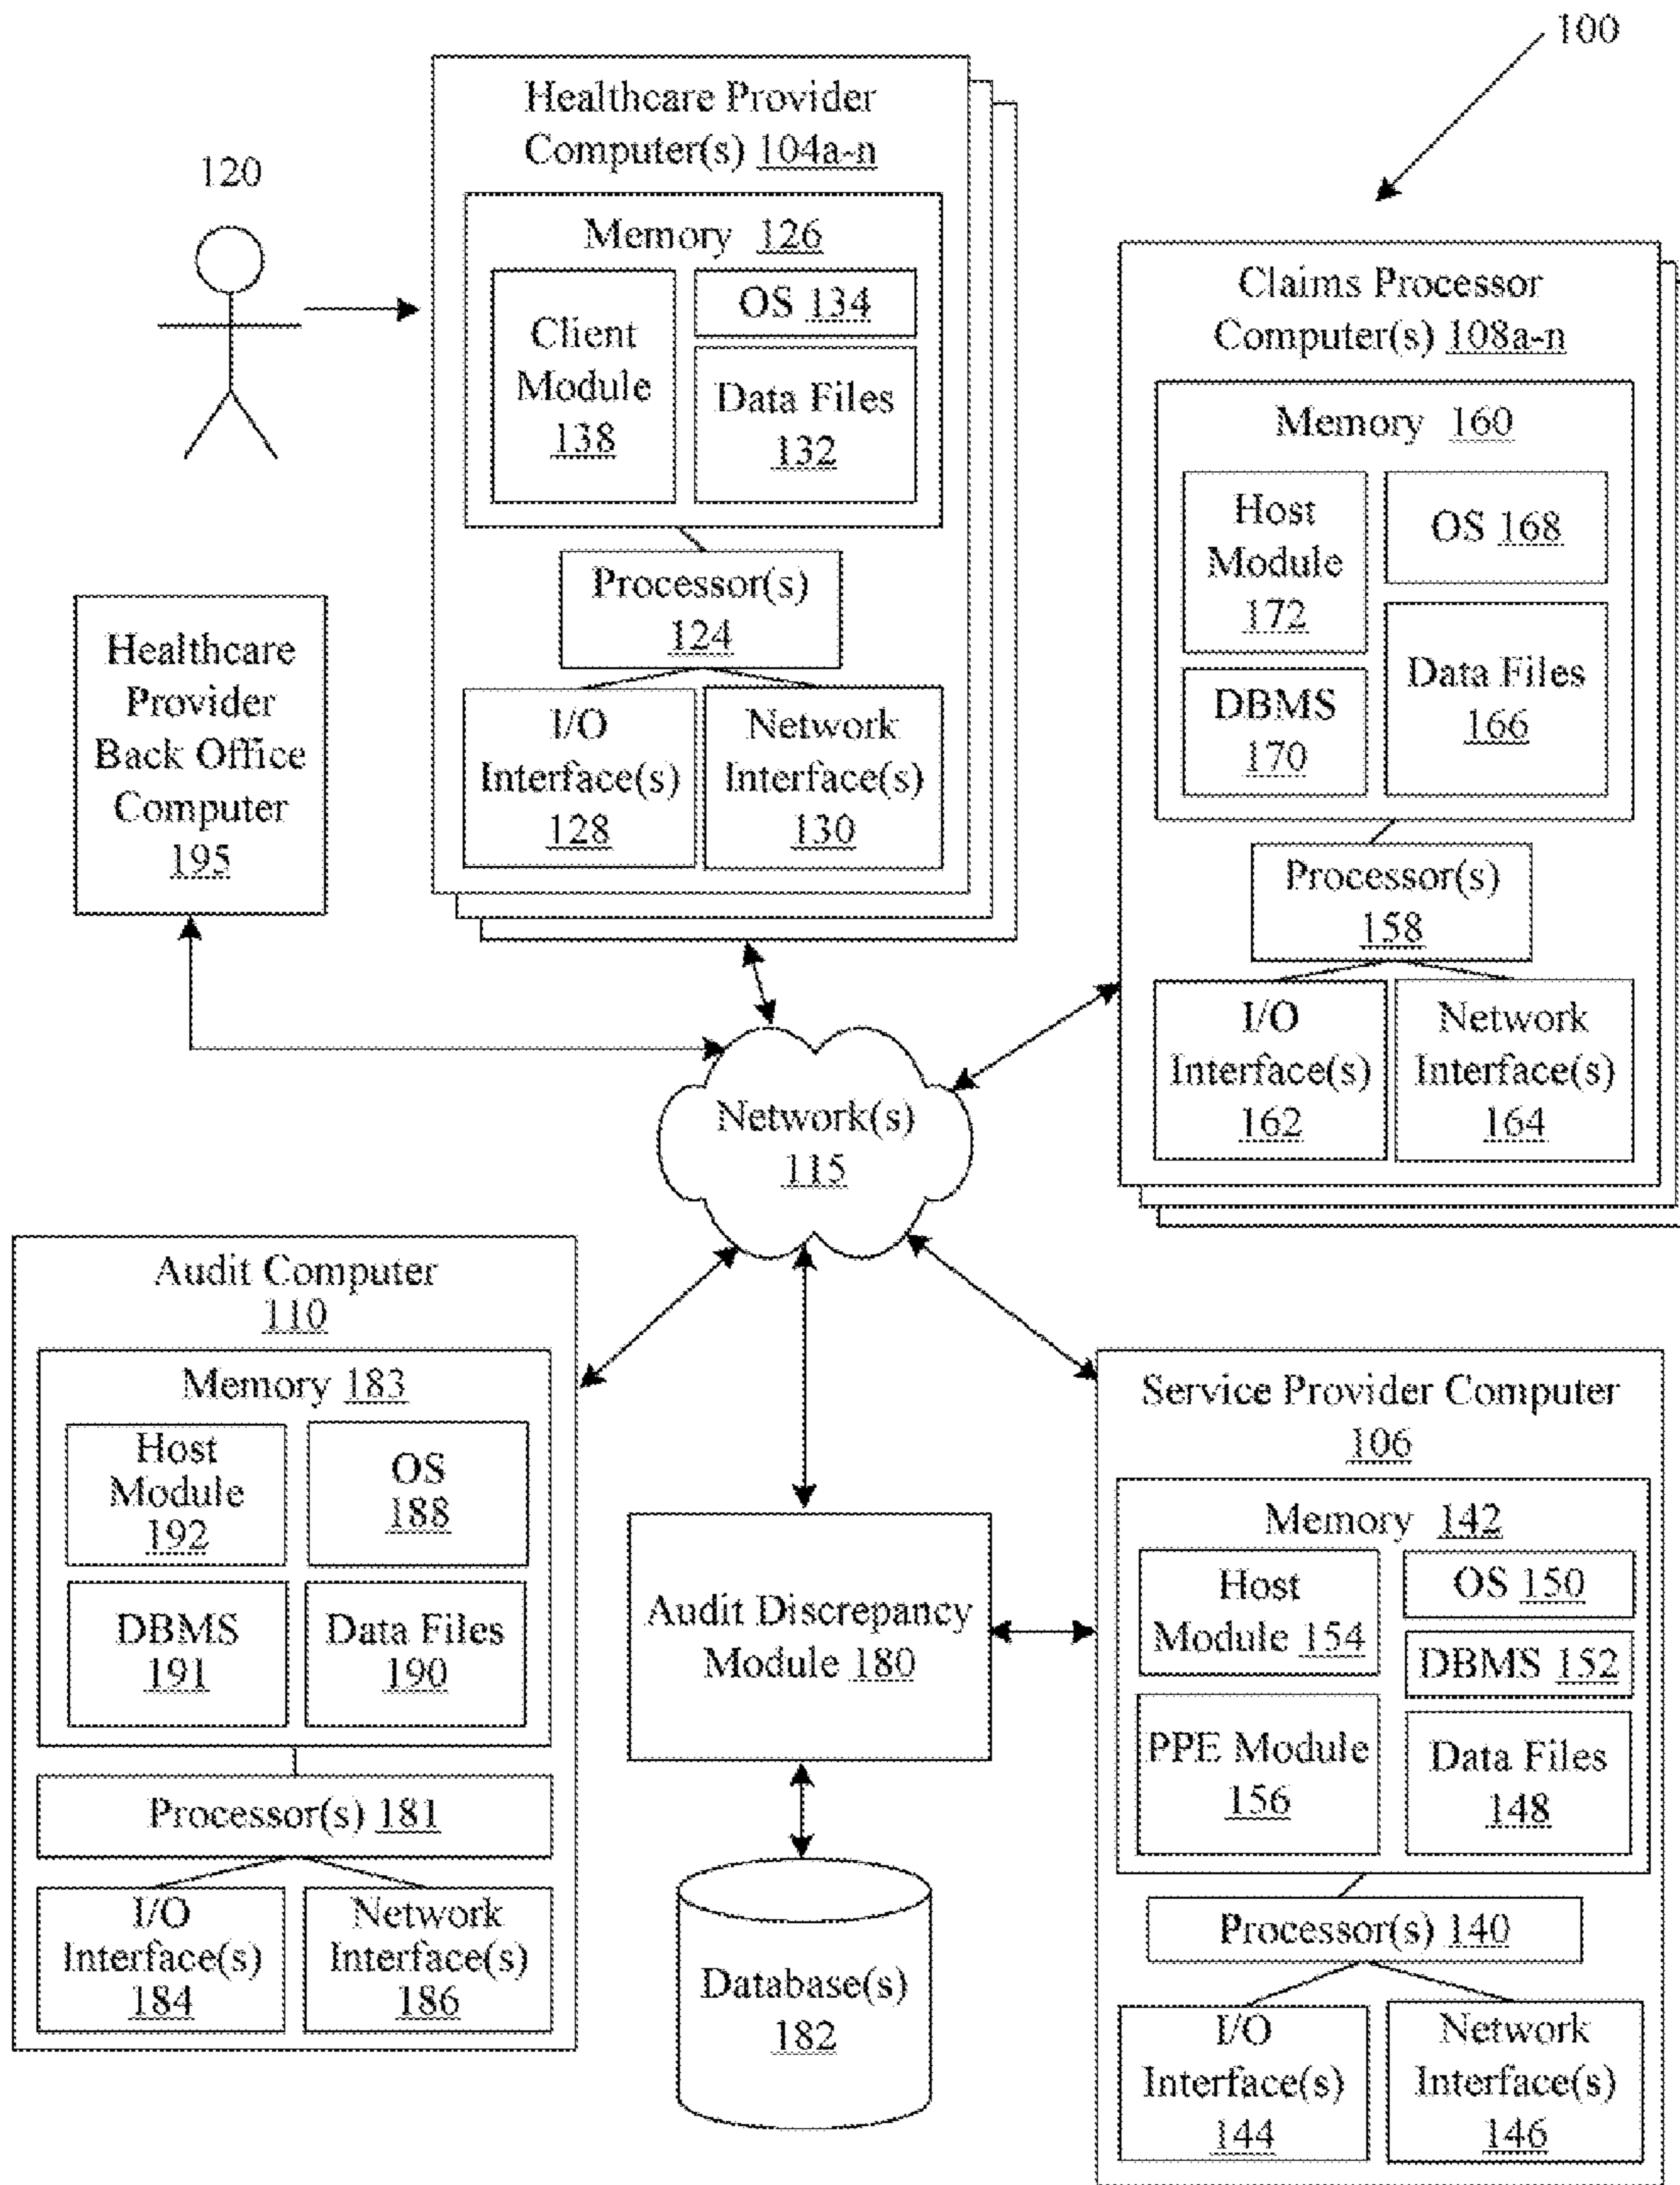 100
120
Healthcare Provider
Computer(s) 104a-n
Memory 126
Client
Module
138
OS 134
Data Files
132
Processor(s)
124
I/O
Interface(s)
128
Network
Interface(s)
130
Claims Processor
Computer(s) 108a-n
Memory 160
Host
Module
172
OS 168
DBMS
170
Data Files
166
Processor(s)
158
I/O
Interface(s)
162
Network
Interface(s)
164
Healthcare
Provider
Back Office
Computer
195
Network(s)
115
Audit Computer
110
Memory 183
Host
Module
192
OS
188
DBMS
191
Data Files
190
Processor(s) 181
I/O
Interface(s)
184
Network
Interface(s)
186
Audit Discrepancy
Module 180
Database(s)
182
Service Provider Computer
106
Memory 142
Host
Module 154
OS 150
DBMS 152
PPE Module
156
Data Files
148
Processor(s) 140
I/O
Interface(s)
144
Network
Interface(s)
146